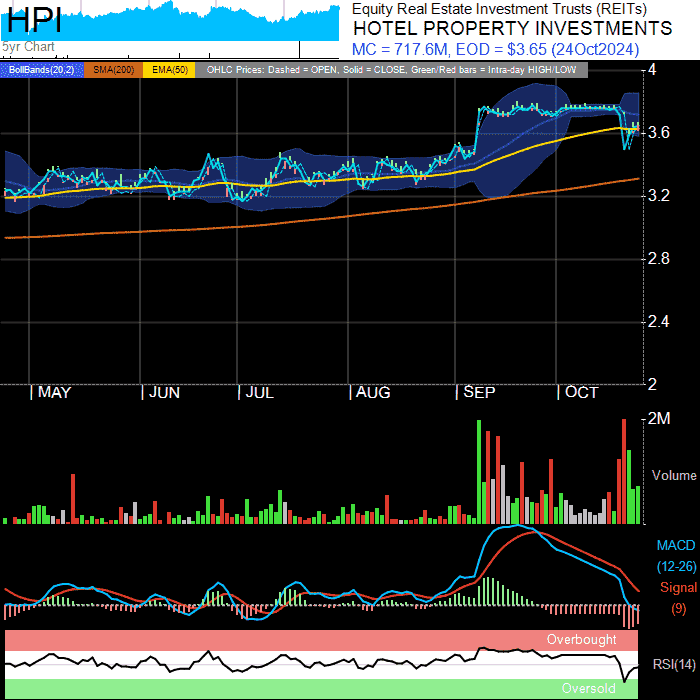 HPI
5yr Chart
Equity Real Estate Investment Trusts (REITs)
HOTEL PROPERTY INVESTMENTS
MC = 717.6M, EOD = $3.65 (24Oct2024)
BollBands(20,2) SMA(200) EMA(50) OHLC Prices: Dashed = OPEN, Solid = CLOSE, Green/Red bars = Intra-day HIGH/LOW
4
3.6
3.2
2.8
2.4
2
MAY JUN JUL AUG SEP OCT
2M
Volume
MACD
(12-26)
Signal
(9)
Overbought
RSI(14)
Oversold